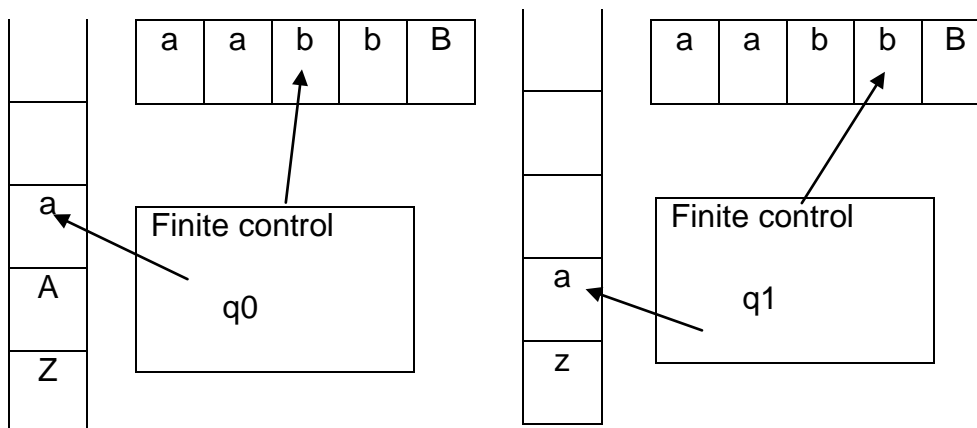 a a b b B
a
A
Z
Finite control
q0
a a b b B
a
z
Finite control
q1